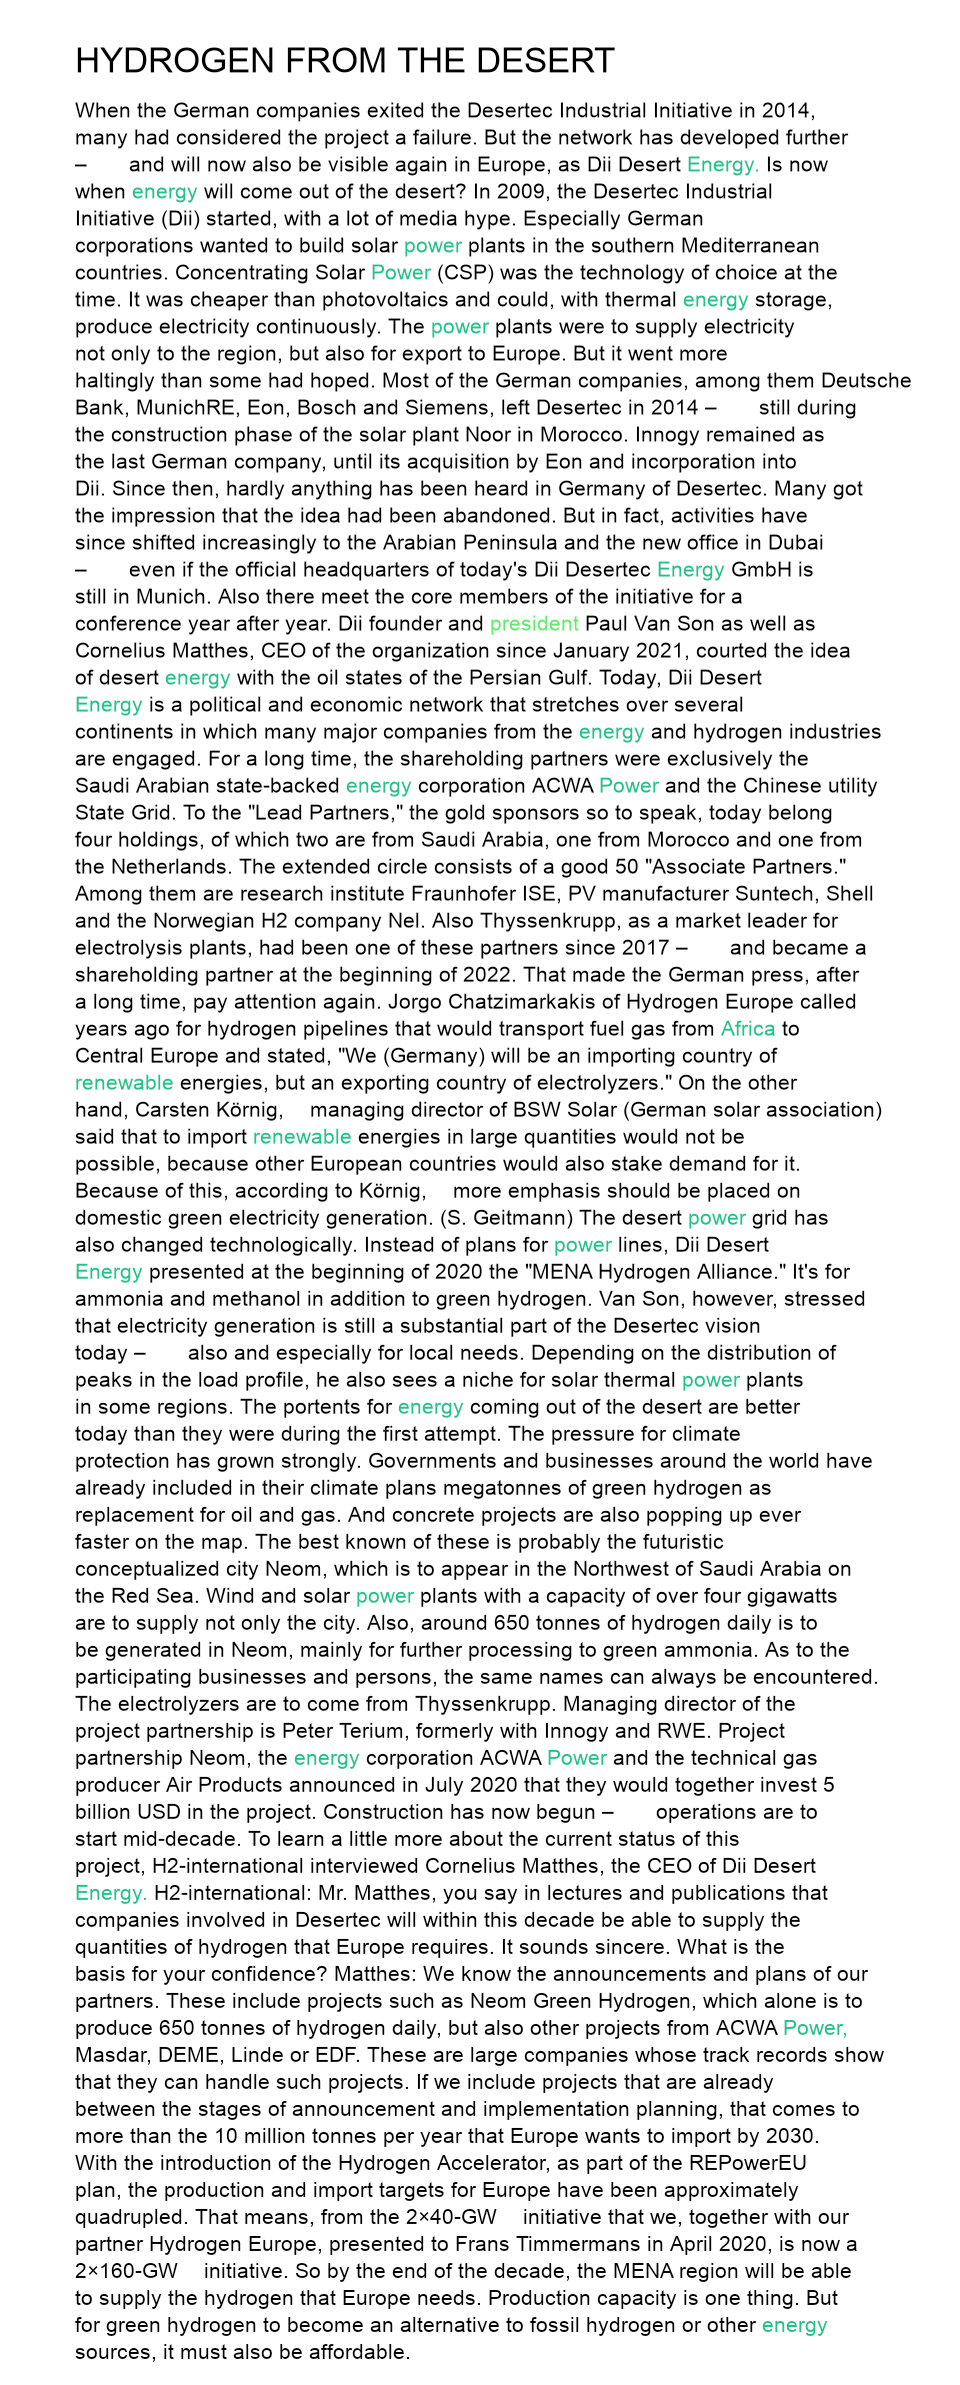 HYDROGEN FROM THE DESERT
When the German companies exited the Desertec Industrial Initiative in 2014,
many had considered the project a failure. But the network has developed further
– and will now also be visible again in Europe, as Dii Desert Energy. Is now
when energy will come out of the desert? In 2009, the Desertec Industrial
Initiative (Dii) started, with a lot of media hype. Especially German
corporations wanted to build solar power plants in the southern Mediterranean
countries. Concentrating Solar Power (CSP) was the technology of choice at the
time. It was cheaper than photovoltaics and could, with thermal energy storage,
produce electricity continuously. The power plants were to supply electricity
not only to the region, but also for export to Europe. But it went more
haltingly than some had hoped. Most of the German companies, among them Deutsche
Bank, MunichRE, Eon, Bosch and Siemens, left Desertec in 2014 – still during
the construction phase of the solar plant Noor in Morocco. Innogy remained as
the last German company, until its acquisition by Eon and incorporation into
Dii. Since then, hardly anything has been heard in Germany of Desertec. Many got
the impression that the idea had been abandoned. But in fact, activities have
since shifted increasingly to the Arabian Peninsula and the new office in Dubai
– even if the official headquarters of today's Dii Desertec Energy GmbH is
still in Munich. Also there meet the core members of the initiative for a
conference year after year. Dii founder and president Paul Van Son as well as
Cornelius Matthes, CEO of the organization since January 2021, courted the idea
of desert energy with the oil states of the Persian Gulf. Today, Dii Desert
Energy is a political and economic network that stretches over several
continents in which many major companies from the energy and hydrogen industries
are engaged. For a long time, the shareholding partners were exclusively the
Saudi Arabian state-backed energy corporation ACWA Power and the Chinese utility
State Grid. To the "Lead Partners," the gold sponsors so to speak, today belong
four holdings, of which two are from Saudi Arabia, one from Morocco and one from
the Netherlands. The extended circle consists of a good 50 "Associate Partners."
Among them are research institute Fraunhofer ISE, PV manufacturer Suntech, Shell
and the Norwegian H2 company Nel. Also Thyssenkrupp, as a market leader for
electrolysis plants, had been one of these partners since 2017 – and became a
shareholding partner at the beginning of 2022. That made the German press, after
a long time, pay attention again. Jorgo Chatzimarkakis of Hydrogen Europe called
years ago for hydrogen pipelines that would transport fuel gas from Africa to
Central Europe and stated, "We (Germany) will be an importing country of
renewable energies, but an exporting country of electrolyzers." On the other
hand, Carsten Körnig, managing director of BSW Solar (German solar association)
said that to import renewable energies in large quantities would not be
possible, because other European countries would also stake demand for it.
Because of this, according to Körnig, more emphasis should be placed on
domestic green electricity generation. (S. Geitmann) The desert power grid has
also changed technologically. Instead of plans for power lines, Dii Desert
Energy presented at the beginning of 2020 the "MENA Hydrogen Alliance." It's for
ammonia and methanol in addition to green hydrogen. Van Son, however, stressed
that electricity generation is still a substantial part of the Desertec vision
today – also and especially for local needs. Depending on the distribution of
peaks in the load profile, he also sees a niche for solar thermal power plants
in some regions. The portents for energy coming out of the desert are better
today than they were during the first attempt. The pressure for climate
protection has grown strongly. Governments and businesses around the world have
already included in their climate plans megatonnes of green hydrogen as
replacement for oil and gas. And concrete projects are also popping up ever
faster on the map. The best known of these is probably the futuristic
conceptualized city Neom, which is to appear in the Northwest of Saudi Arabia on
the Red Sea. Wind and solar power plants with a capacity of over four gigawatts
are to supply not only the city. Also, around 650 tonnes of hydrogen daily is to
be generated in Neom, mainly for further processing to green ammonia. As to the
participating businesses and persons, the same names can always be encountered.
The electrolyzers are to come from Thyssenkrupp. Managing director of the
project partnership is Peter Terium, formerly with Innogy and RWE. Project
partnership Neom, the energy corporation ACWA Power and the technical gas
producer Air Products announced in July 2020 that they would together invest 5
billion USD in the project. Construction has now begun – operations are to
start mid-decade. To learn a little more about the current status of this
project, H2-international interviewed Cornelius Matthes, the CEO of Dii Desert
Energy. H2-international: Mr. Matthes, you say in lectures and publications that
companies involved in Desertec will within this decade be able to supply the
quantities of hydrogen that Europe requires. It sounds sincere. What is the
basis for your confidence? Matthes: We know the announcements and plans of our
partners. These include projects such as Neom Green Hydrogen, which alone is to
produce 650 tonnes of hydrogen daily, but also other projects from ACWA Power,
Masdar, DEME, Linde or EDF. These are large companies whose track records show
that they can handle such projects. If we include projects that are already
between the stages of announcement and implementation planning, that comes to
more than the 10 million tonnes per year that Europe wants to import by 2030.
With the introduction of the Hydrogen Accelerator, as part of the REPowerEU
plan, the production and import targets for Europe have been approximately
quadrupled. That means, from the 2×40-GW initiative that we, together with our
partner Hydrogen Europe, presented to Frans Timmermans in April 2020, is now a
2×160-GW initiative. So by the end of the decade, the MENA region will be able
to supply the hydrogen that Europe needs. Production capacity is one thing. But
for green hydrogen to become an alternative to fossil hydrogen or other energy
sources, it must also be affordable.